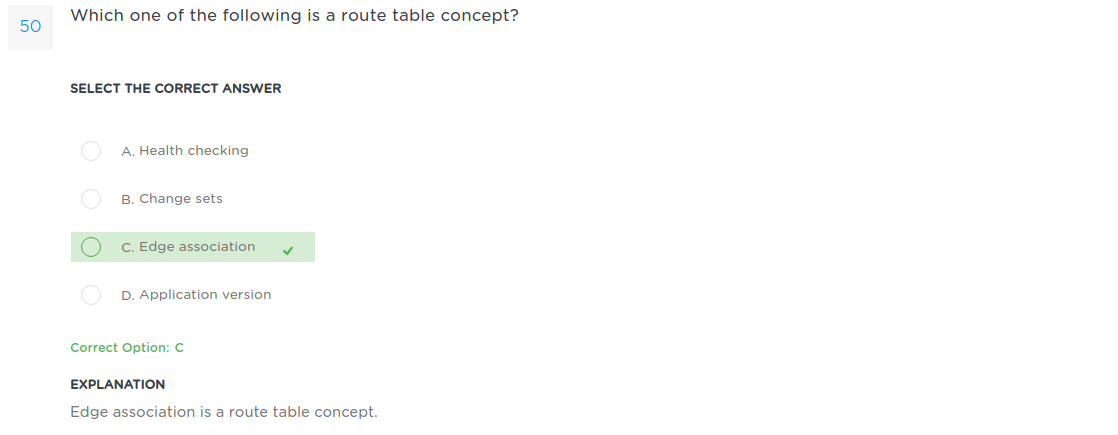 50
Which one of the following is a route table concept?
SELECT THE CORRECT ANSWER
A. Health checking
B. Change sets
C. Edge association
D. Application version
Correct Option: C
EXPLANATION
Edge association is a route table concept.